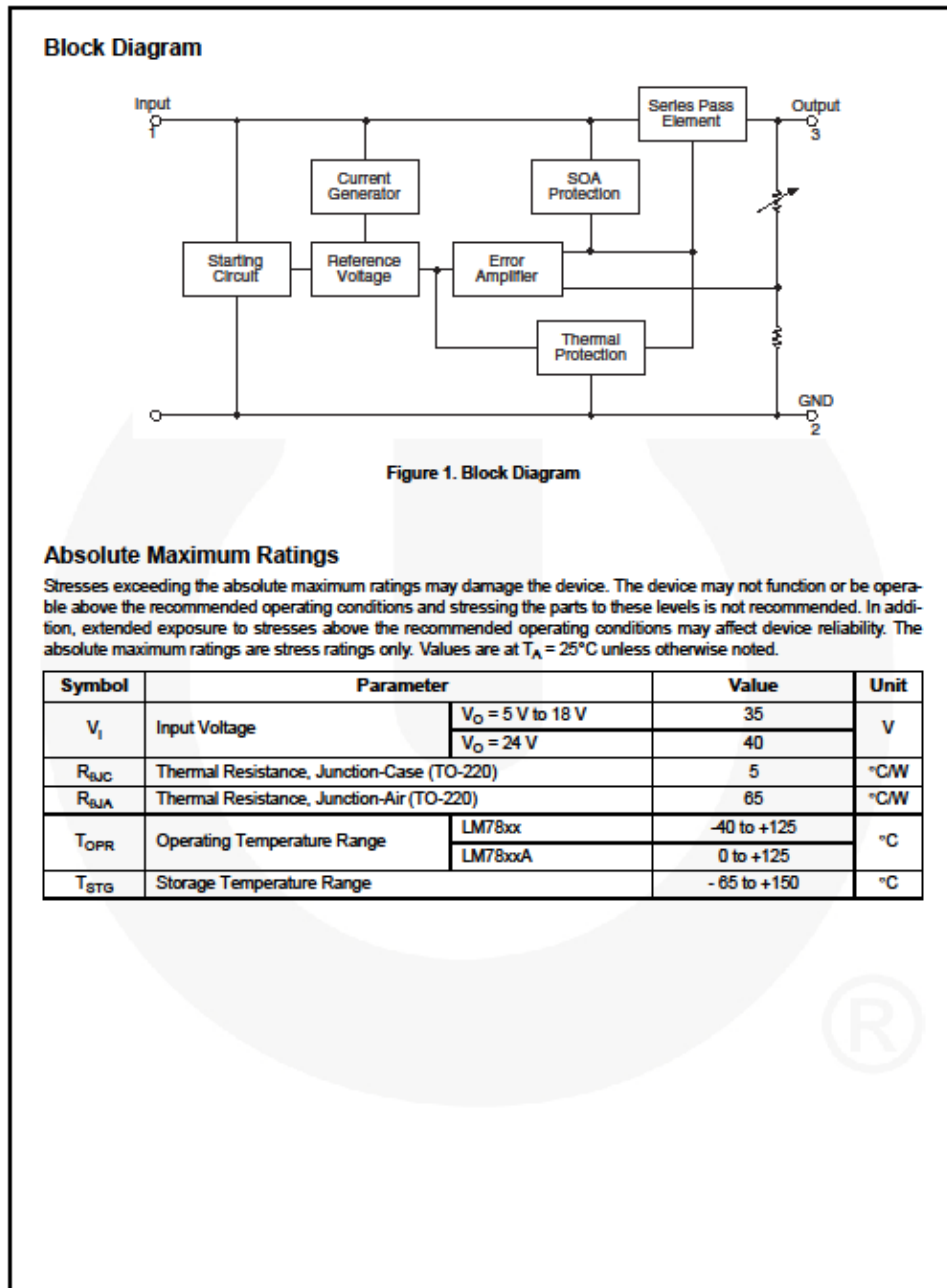 Block Diagram
Input
1
Series Pass
Element
Output
3
Current
Generator
SOA
Protection
Starting
Circuit
Reference
Voltage
Error
Amplifier
Thermal
Protection
GND
2
Figure 1. Block Diagram
Absolute Maximum Ratings
Stresses exceeding the absolute maximum ratings may damage the device. The device may not function or be opera-
ble above the recommended operating conditions and stressing the parts to these levels is not recommended. In addi-
tion, extended exposure to stresses above the recommended operating conditions may affect device reliability. The
absolute maximum ratings are stress ratings only. Values are at TA = 25°C unless otherwise noted.
Symbol Parameter Value Unit
VI Input Voltage VO = 5 V to 18 V 35 V
VO = 24 V 40
RθJC Thermal Resistance, Junction-Case (TO-220) 5 °C/W
RθJA Thermal Resistance, Junction-Air (TO-220) 65 °C/W
TOPR Operating Temperature Range LM78xx -40 to +125 °C
LM78xxA 0 to +125
TSTG Storage Temperature Range - 65 to +150 °C
®